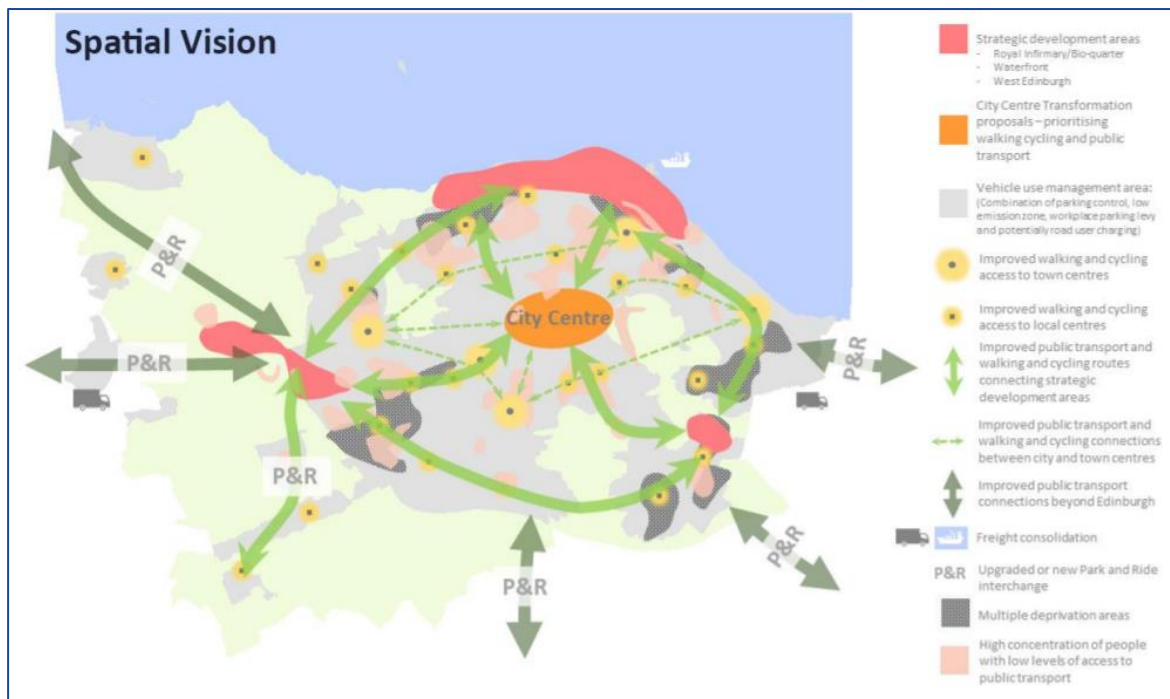 Spatial Vision
P&R
P&R
P&R
P&R
P&R
P&R
City Centre
Strategic development areas
- Royal Infirmary/Bio-quarter
- Waterfront
- West Edinburgh
City Centre Transformation
proposals – prioritising
walking cycling and public
transport
Vehicle use management area:
(Combination of parking control, low
emission zone, workplace parking levy
and potentially road user charging)
Improved walking and cycling
access to town centres
Improved walking and cycling
access to local centres
Improved public transport and
walking and cycling routes
connecting strategic
development areas
Improved public transport and
walking and cycling connections
between city and town centres
Improved public transport
connections beyond Edinburgh
Freight consolidation
P&R Upgraded or new Park and Ride
interchange
Multiple deprivation areas
High concentration of people
with low levels of access to
public transport